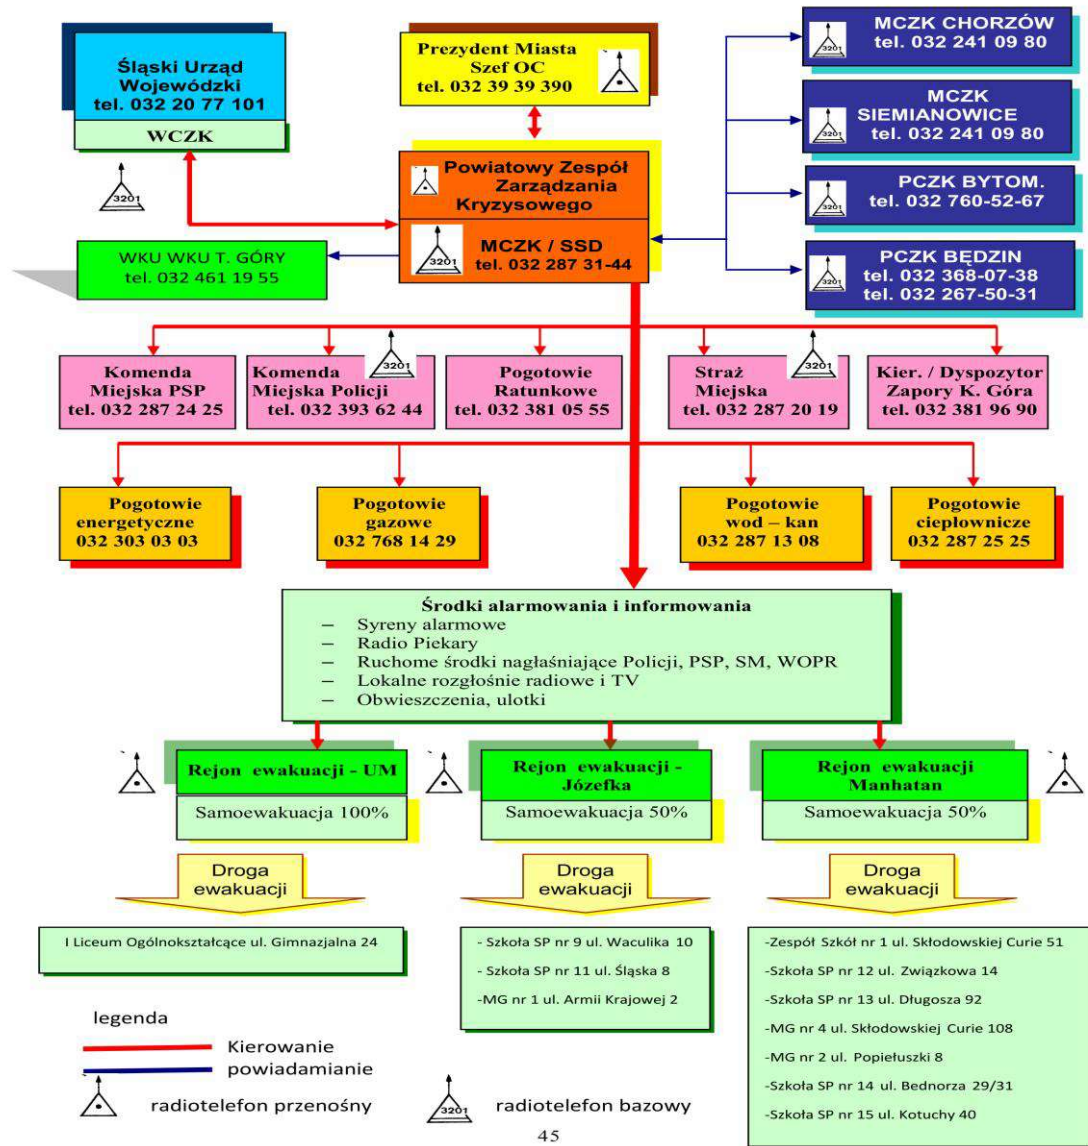 Śląski Urząd
Wojewódzki
tel. 032 20 77 101
WCZK
3201
Prezydent Miasta
Szef OC
tel. 032 39 39 390
3201
MCZK CHORZÓW
tel. 032 241 09 80
3201
MCZK
SIEMIANOWICE
tel. 032 241 09 80
3201
PCZK BYTOM.
tel. 032 760-52-67
3201
PCZK BĘDZIN
tel. 032 368-07-38
tel. 032 267-50-31
Powiatowy Zespół
Zarządzania
Kryzysowego
3201
MCZK / SSD
tel. 032 287 31-44
WKU WKU T. GÓRY
tel. 032 461 19 55
Komenda
Miejska PSP
tel. 032 287 24 25
Komenda
Miejska Policji
tel. 032 393 62 44
3201
Pogotowie
Ratunkowe
tel. 032 381 05 55
Straż
Miejska
tel. 032 287 20 19
3201
Kier. / Dyspozytor
Zapory K. Góra
tel. 032 381 96 90
Pogotowie
energetyczne
032 303 03 03
Pogotowie
gazowe
032 768 14 29
Pogotowie
wod – kan
032 287 13 08
Pogotowie
ciepłownicze
032 287 25 25
Środki alarmowania i informowania
– Syreny alarmowe
– Radio Piekary
– Ruchome środki nagłaśniające Policji, PSP, SM, WOPR
– Lokalne rozgłośnie radiowe i TV
– Obwieszczenia, ulotki
Rejon ewakuacji - UM
Samoewakuacja 100%
Rejon ewakuacji -
Józefka
Samoewakuacja 50%
Rejon ewakuacji
Manhatan
Samoewakuacja 50%
Droga
ewakuacji
Droga
ewakuacji
Droga
ewakuacji
I Liceum Ogólnokształcące ul. Gimnazjalna 24
- Szkoła SP nr 9 ul. Waculika 10
- Szkoła SP nr 11 ul. Śląska 8
-MG nr 1 ul. Armii Krajowej 2
-Zespół Szkół nr 1 ul. Skłodowskiej Curie 51
-Szkoła SP nr 12 ul. Związkowa 14
-Szkoła SP nr 13 ul. Długosza 92
-MG nr 4 ul. Skłodowskiej Curie 108
-MG nr 2 ul. Popiełuszki 8
-Szkoła SP nr 14 ul. Bednorza 29/31
-Szkoła SP nr 15 ul. Kotuchy 40
legenda
Kierowanie
powiadamianie
radiotelefon przenośny
3201
radiotelefon bazowy
45